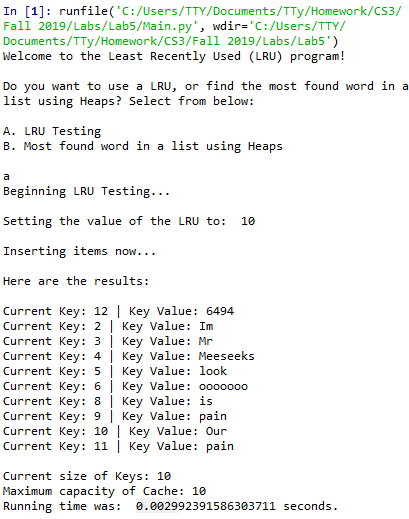 In [1]: runfile('C:/Users/TTY/Documents/TTy/Homework/CS3/
Fall 2019/Labs/Lab5/Main.py', wdir='C:/Users/TTY/
Documents/TTy/Homework/CS3/Fall 2019/Labs/Lab5')
Welcome to the Least Recently Used (LRU) program!
Do you want to use a LRU, or find the most found word in a
list using Heaps? Select from below:
A. LRU Testing
B. Most found word in a list using Heaps
a
Beginning LRU Testing...
Setting the value of the LRU to:  10
Inserting items now...
Here are the results:
Current Key: 12 | Key Value: 6494
Current Key: 2 | Key Value: Im
Current Key: 3 | Key Value: Mr
Current Key: 4 | Key Value: Meeseeks
Current Key: 5 | Key Value: look
Current Key: 6 | Key Value: ooooooo
Current Key: 8 | Key Value: is
Current Key: 9 | Key Value: pain
Current Key: 10 | Key Value: Our
Current Key: 11 | Key Value: pain
Current size of Keys: 10
Maximum capacity of Cache: 10
Running time was:  0.002992391586303711 seconds.